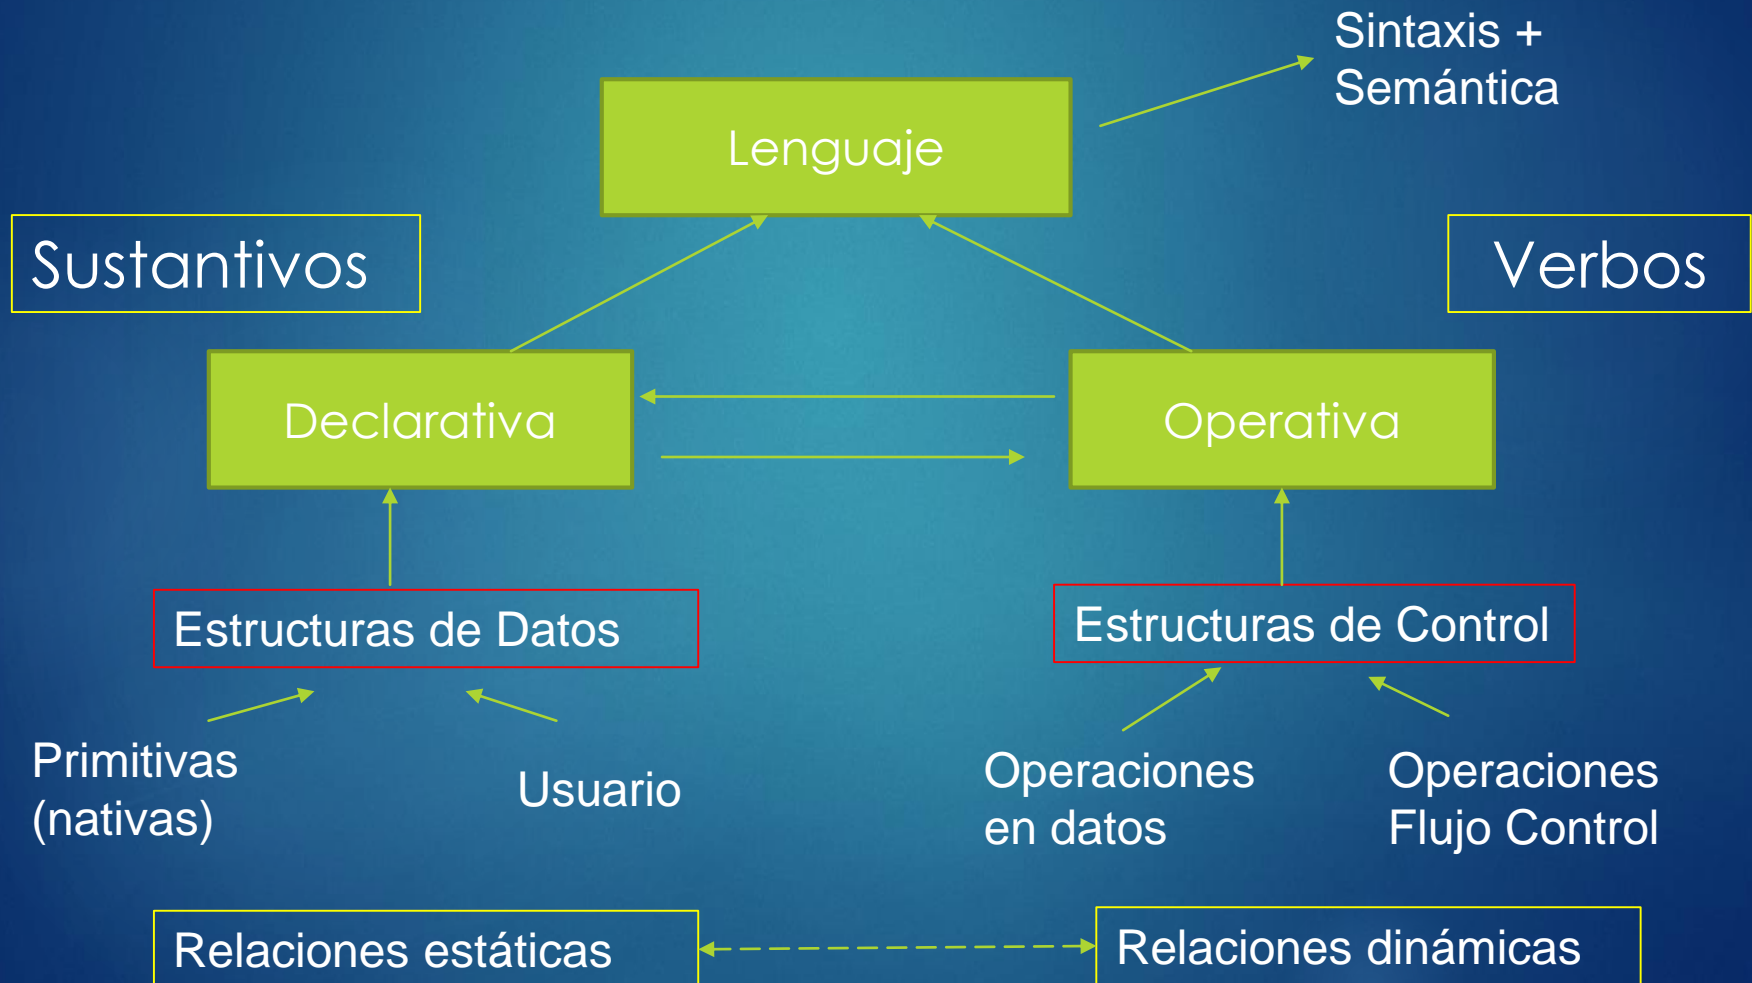 Sintaxis +
Semántica
Lenguaje
Sustantivos
Verbos
Declarativa
Operativa
Estructuras de Datos
Estructuras de Control
Primitivas
(nativas)
Usuario
Operaciones
en datos
Operaciones
Flujo Control
Relaciones estáticas
Relaciones dinámicas